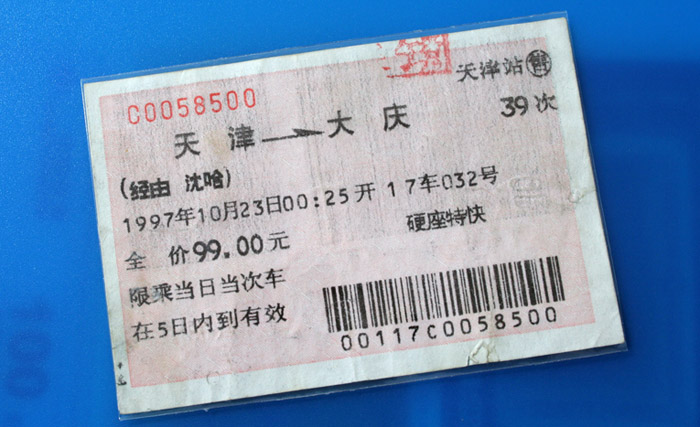 C0058500
天津站 售
天津→大庆
39次
(经由 沈哈)
1997年10月23日00:25开 17车032号
全 价99.00元
硬座特快
限乘当日当次车
在5日内到有效
00117C0058500